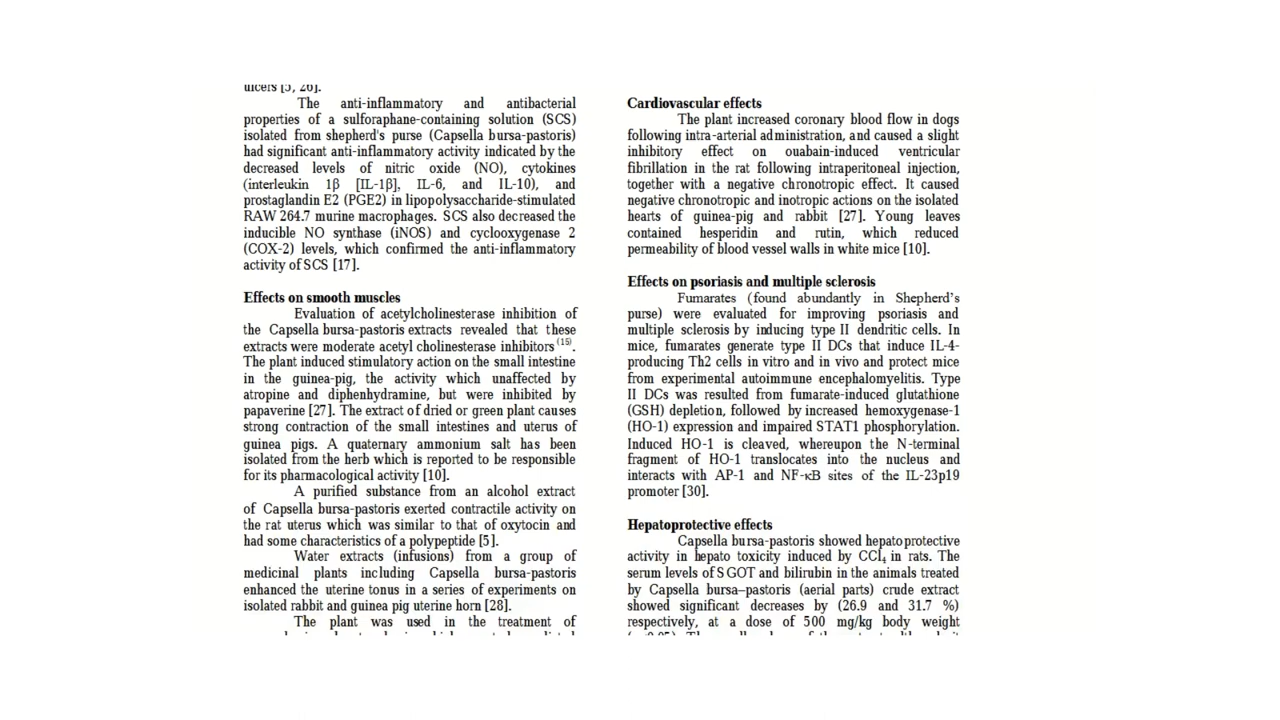 ulcers [5, 26].
The anti-inflammatory and antibacterial
properties of a sulforaphane-containing solution (SCS)
isolated from shepherd's purse (Capsella bursa-pastoris)
had significant anti-inflammatory activity indicated by the
decreased levels of nitric oxide (NO), cytokines
(interleukin 1β [IL-1β], IL-6, and IL-10), and
prostaglandin E2 (PGE2) in lipopolysaccharide-stimulated
RAW 264.7 murine macrophages. SCS also decreased the
inducible NO synthase (iNOS) and cyclooxygenase 2
(COX-2) levels, which confirmed the anti-inflammatory
activity of SCS [17].
Effects on smooth muscles
Evaluation of acetylcholinesterase inhibition of
the Capsella bursa-pastoris extracts revealed that these
extracts were moderate acetyl cholinesterase inhibitors (15).
The plant induced stimulatory action on the small intestine
in the guinea-pig, the activity which unaffected by
atropine and diphenhydramine, but were inhibited by
papaverine [27]. The extract of dried or green plant causes
strong contraction of the small intestines and uterus of
guinea pigs. A quaternary ammonium salt has been
isolated from the herb which is reported to be responsible
for its pharmacological activity [10].
A purified substance from an alcohol extract
of Capsella bursa-pastoris exerted contractile activity on
the rat uterus which was similar to that of oxytocin and
had some characteristics of a polypeptide [5].
Water extracts (infusions) from a group of
medicinal plants including Capsella bursa-pastoris
enhanced the uterine tonus in a series of experiments on
isolated rabbit and guinea pig uterine horn [28].
The plant was used in the treatment of
Cardiovascular effects
The plant increased coronary blood flow in dogs
following intra-arterial administration, and caused a slight
inhibitory effect on ouabain-induced ventricular
fibrillation in the rat following intraperitoneal injection,
together with a negative chronotropic effect. It caused
negative chronotropic and inotropic actions on the isolated
hearts of guinea-pig and rabbit [27]. Young leaves
contained hesperidin and rutin, which reduced
permeability of blood vessel walls in white mice [10].
Effects on psoriasis and multiple sclerosis
Fumarates (found abundantly in Shepherd's
purse) were evaluated for improving psoriasis and
multiple sclerosis by inducing type II dendritic cells. In
mice, fumarates generate type II DCs that induce IL-4-
producing Th2 cells in vitro and in vivo and protect mice
from experimental autoimmune encephalomyelitis. Type
II DCs was resulted from fumarate-induced glutathione
(GSH) depletion, followed by increased hemoxygenase-1
(HO-1) expression and impaired STAT1 phosphorylation.
Induced HO-1 is cleaved, whereupon the N-terminal
fragment of HO-1 translocates into the nucleus and
interacts with AP-1 and NF-κB sites of the IL-23p19
promoter [30].
Hepatoprotective effects
Capsella bursa-pastoris showed hepatoprotective
activity in hepato toxicity induced by CCl4 in rats. The
serum levels of SGOT and bilirubin in the animals treated
by Capsella bursa–pastoris (aerial parts) crude extract
showed significant decreases by (26.9 and 31.7 %)
respectively, at a dose of 500 mg/kg body weight